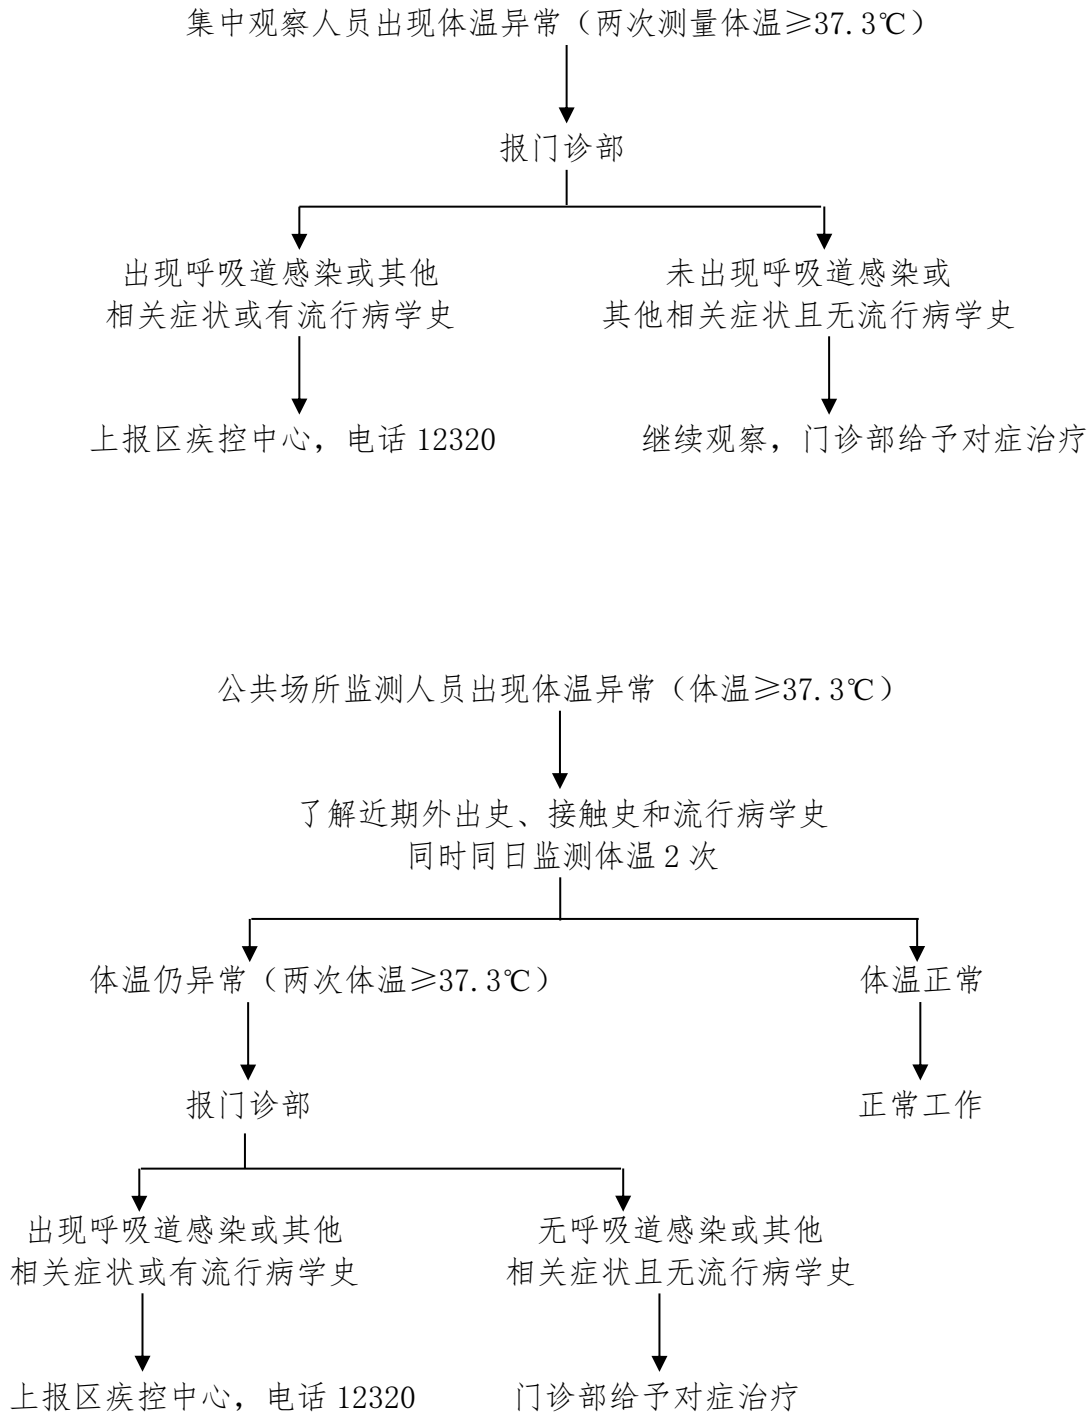 集中观察人员出现体温异常（两次测量体温≥37.3℃）
报门诊部
出现呼吸道感染或其他
相关症状或有流行病学史
未出现呼吸道感染或
其他相关症状且无流行病学史
上报区疾控中心，电话 12320
继续观察，门诊部给予对症治疗
公共场所监测人员出现体温异常（体温≥37.3℃）
了解近期外出史、接触史和流行病学史
同时同日监测体温 2 次
体温仍异常（两次体温≥37.3℃）
体温正常
报门诊部
正常工作
出现呼吸道感染或其他
相关症状或有流行病学史
无呼吸道感染或其他
相关症状且无流行病学史
上报区疾控中心，电话 12320
门诊部给予对症治疗